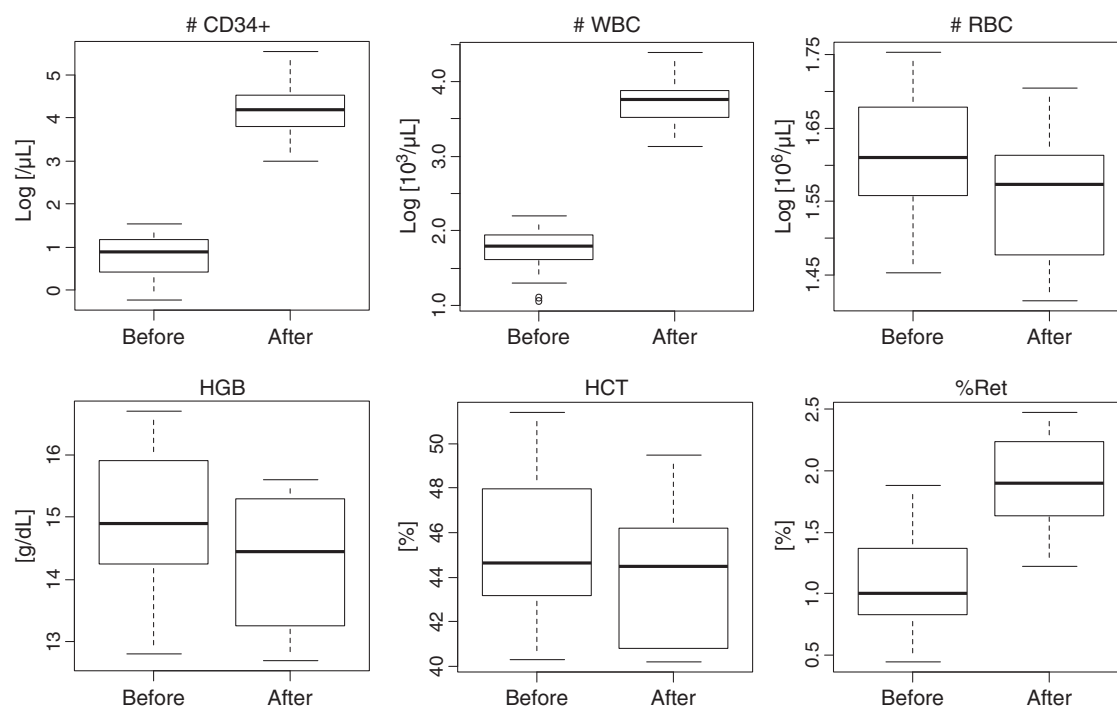 # CD34+
Log [/µL]
5
4
3
2
1
0
Before After
# WBC
Log [10³/µL]
4.0
3.0
2.0
1.0
Before After
# RBC
Log [10⁶/µL]
1.75
1.65
1.55
1.45
Before After
HGB
[g/dL]
16
15
14
13
Before After
HCT
[%]
50
48
46
44
42
40
Before After
%Ret
[%]
2.5
2.0
1.5
1.0
0.5
Before After